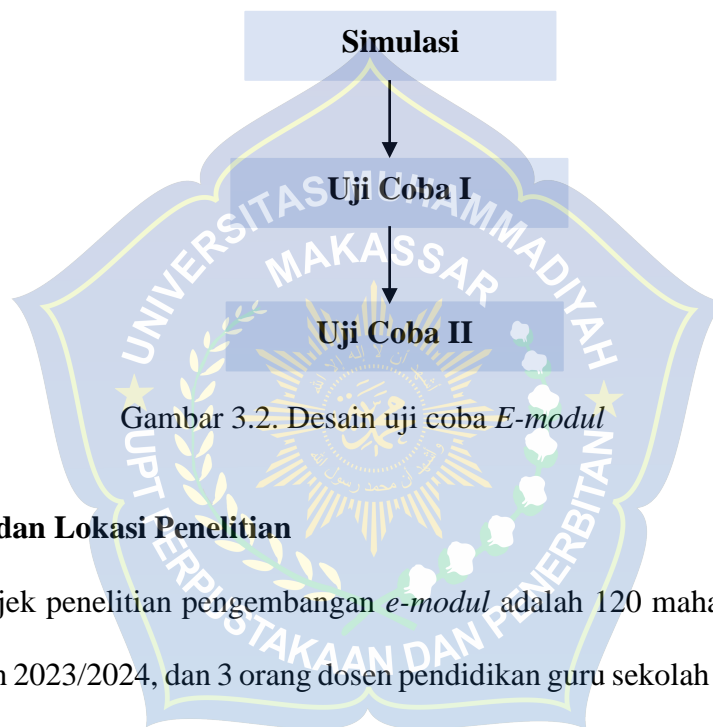 Simulasi
Uji Coba I
UNIVERSITAS MUHAMMADIYAH
MAKASSAR
Uji Coba II
Gambar 3.2. Desain uji coba E-modul
UPT PERPUSTAKAAN DAN PENERBITAN
dan Lokasi Penelitian
jek penelitian pengembangan e-modul adalah 120 maha
n 2023/2024, dan 3 orang dosen pendidikan guru sekolah